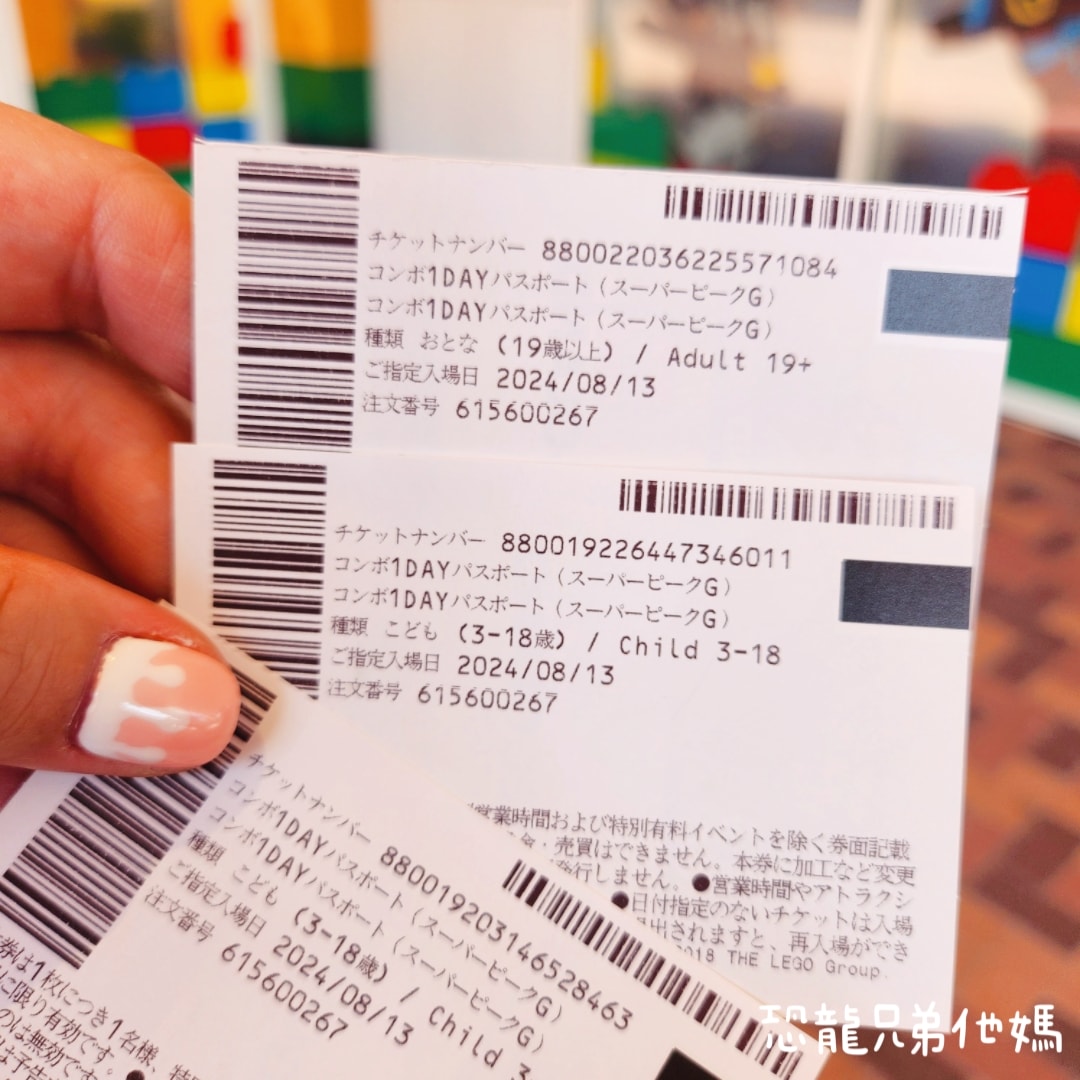 チケットナンバー 880022036225571084
コンボ1DAYパスポート（スーパーピークG）
コンボ1DAYパスポート（スーパーピークG）
種類 おとな (19歳以上) / Adult 19+
ご指定入場日 2024/08/13
注文番号 615600267
チケットナンバー 880019226447346011
コンボ1DAYパスポート（スーパーピークG）
コンボ1DAYパスポート（スーパーピークG）
種類 こども (3-18歳) / Child 3-18
ご指定入場日 2024/08/13
注文番号 615600267
営業時間および特別有料イベントを除く券面記載
・売買はできません。本券に加工など変更
発行しません。●営業時間やアトラクシ
●日付指定のないチケットは入場
出されますと、再入場ができ
2018 THE LEGO Group.
チケットナンバー 880019203146528463
コンボ1DAYパスポート（スーパーピークG）
コンボ1DAYパスポート（スーパーピークG）
種類 こども (3-18歳) / Child 3
ご指定入場日 2024/08/13
注文番号 615600267
券は1枚につき1名様、特
に限り有効です。
のは無効です。
恐龍兄弟他媽